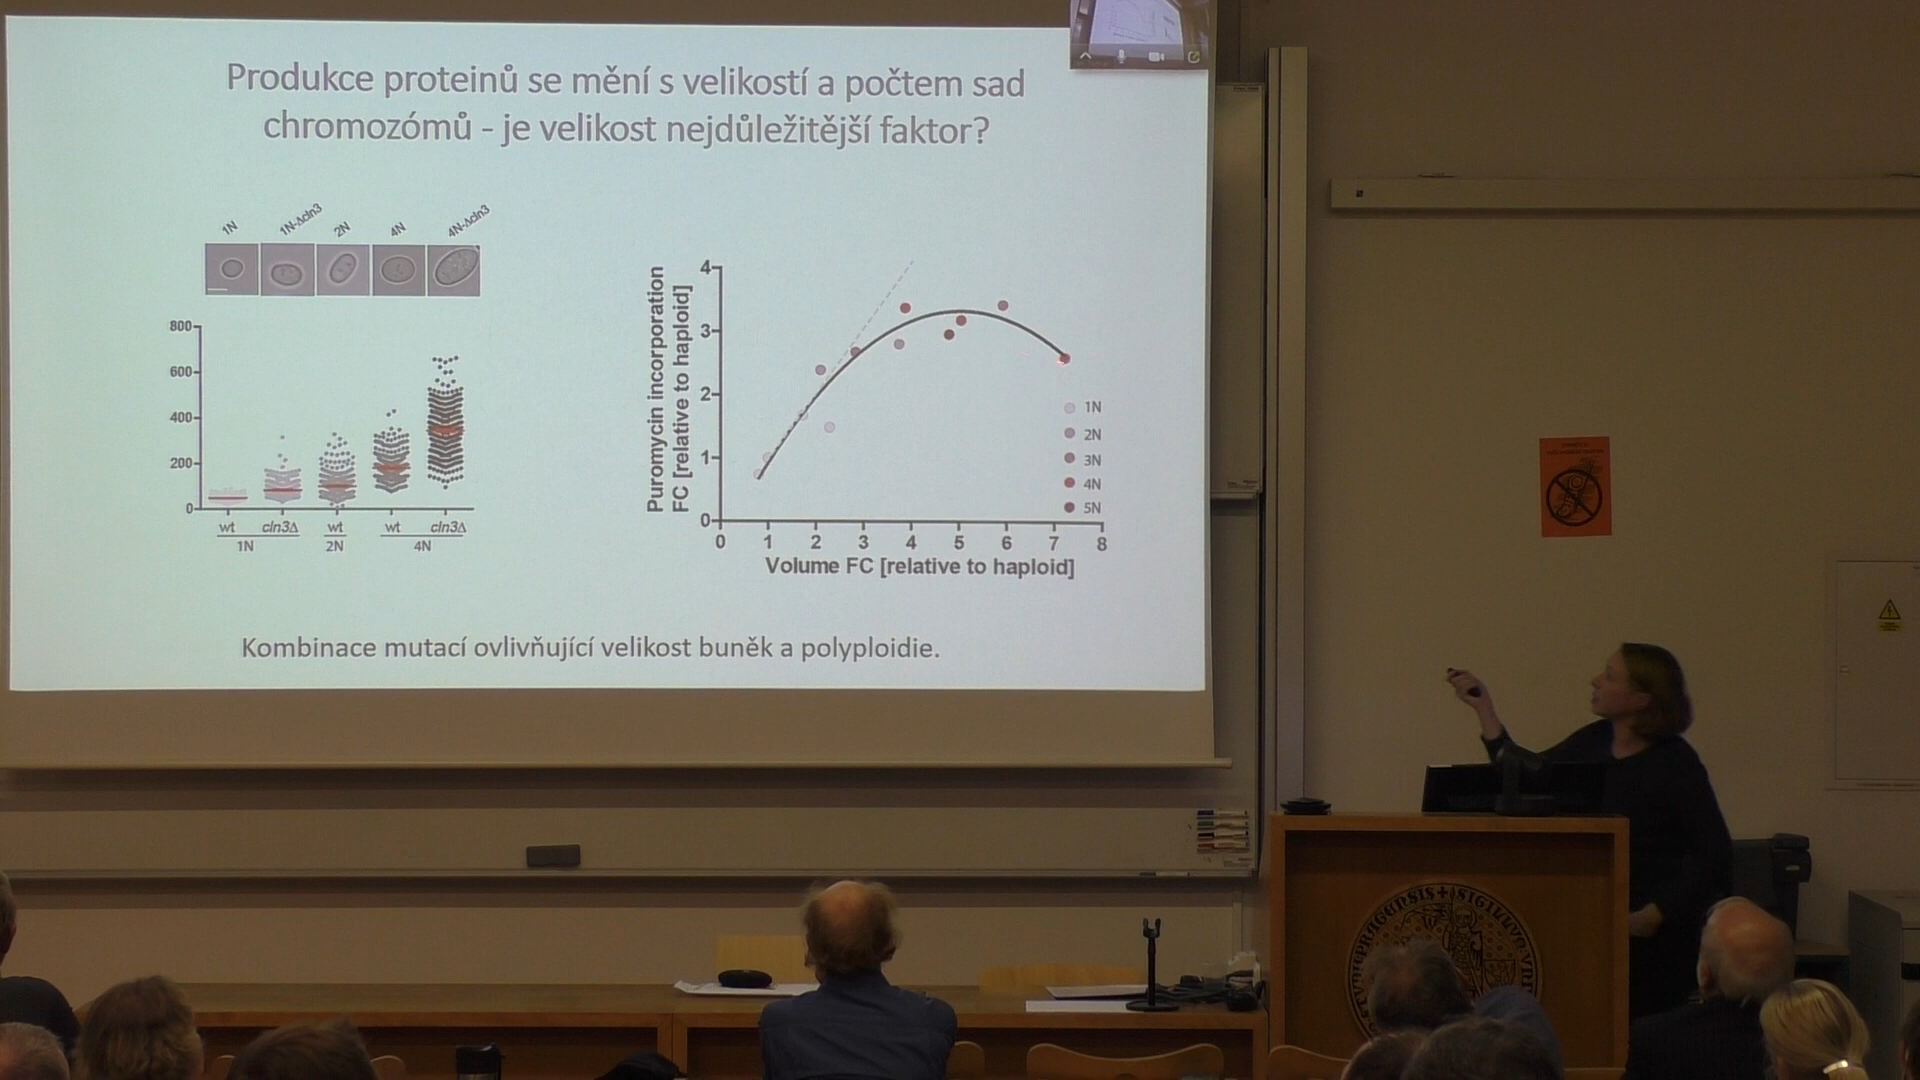 Produkce proteinů se mění s velikostí a počtem sad
chromozómů - je velikost nejdůležitější faktor?
1N 1N-Δcln3 2N 4N 4N-Δcln3
800
600
400
200
0
wt cln3Δ wt wt cln3Δ
1N 2N 4N
Puromycin incorporation
FC [relative to haploid]
4
3
2
1
0
0 1 2 3 4 5 6 7 8
Volume FC [relative to haploid]
1N
2N
3N
4N
5N
Kombinace mutací ovlivňující velikost buněk a polyploidie.